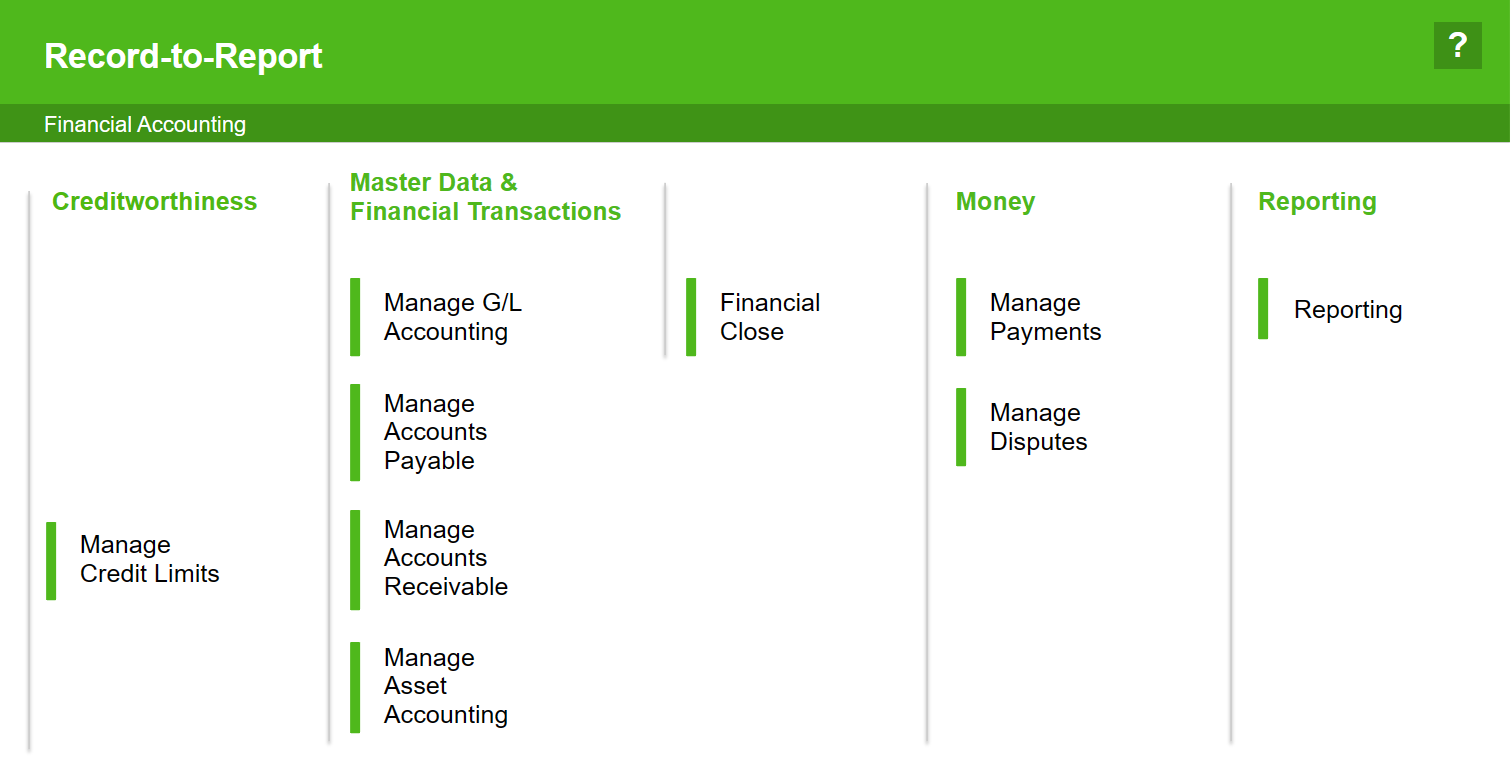 Record-to-Report
?
Financial Accounting
Creditworthiness
Manage
Credit Limits
Master Data &
Financial Transactions
Manage G/L
Accounting
Manage
Accounts
Payable
Manage
Accounts
Receivable
Manage
Asset
Accounting
Financial
Close
Money
Manage
Payments
Manage
Disputes
Reporting
Reporting